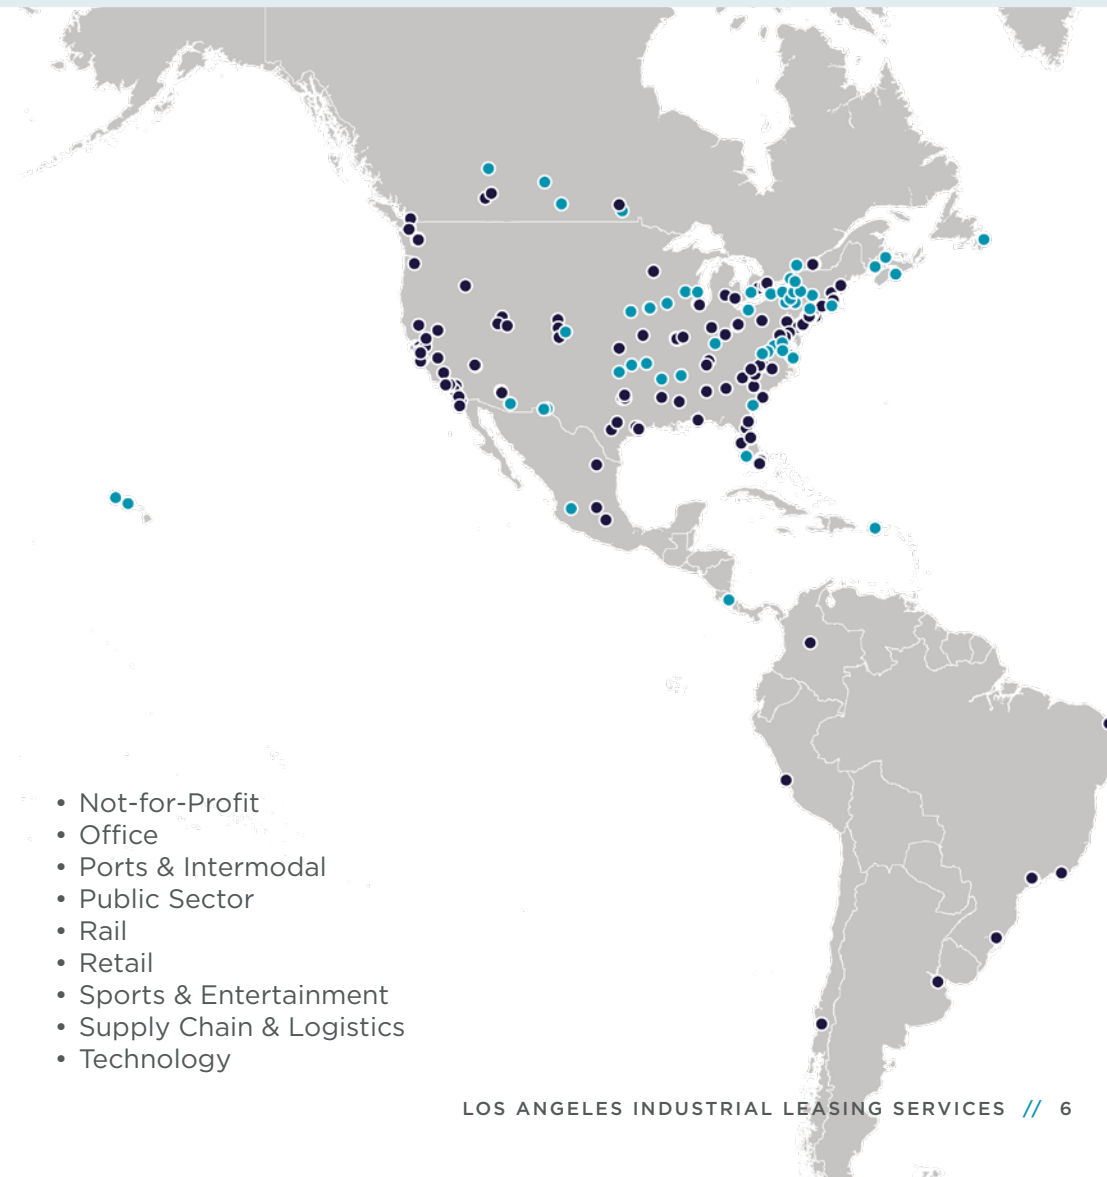 • Not-for-Profit
• Office
• Ports & Intermodal
• Public Sector
• Rail
• Retail
• Sports & Entertainment
• Supply Chain & Logistics
• Technology
LOS ANGELES INDUSTRIAL LEASING SERVICES // 6